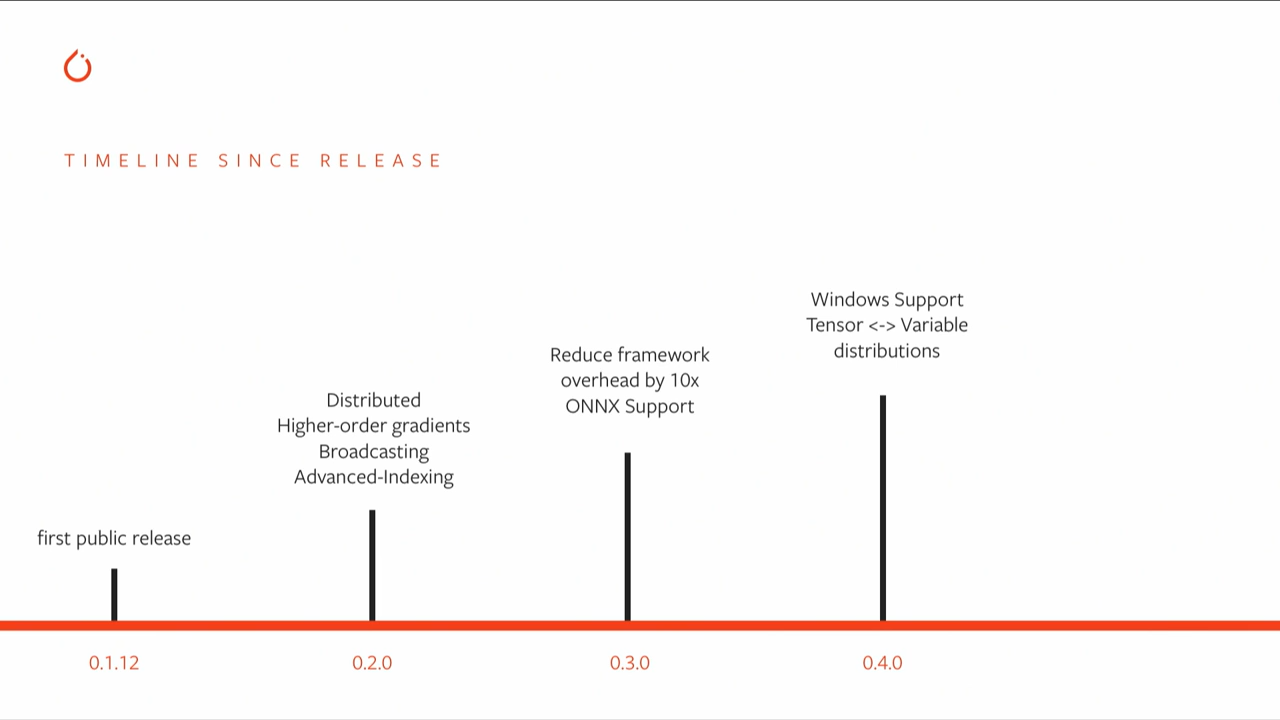 TIMELINE SINCE RELEASE
first public release
Distributed
Higher-order gradients
Broadcasting
Advanced-Indexing
Reduce framework
overhead by 10x
ONNX Support
Windows Support
Tensor <-> Variable
distributions
0.1.12
0.2.0
0.3.0
0.4.0